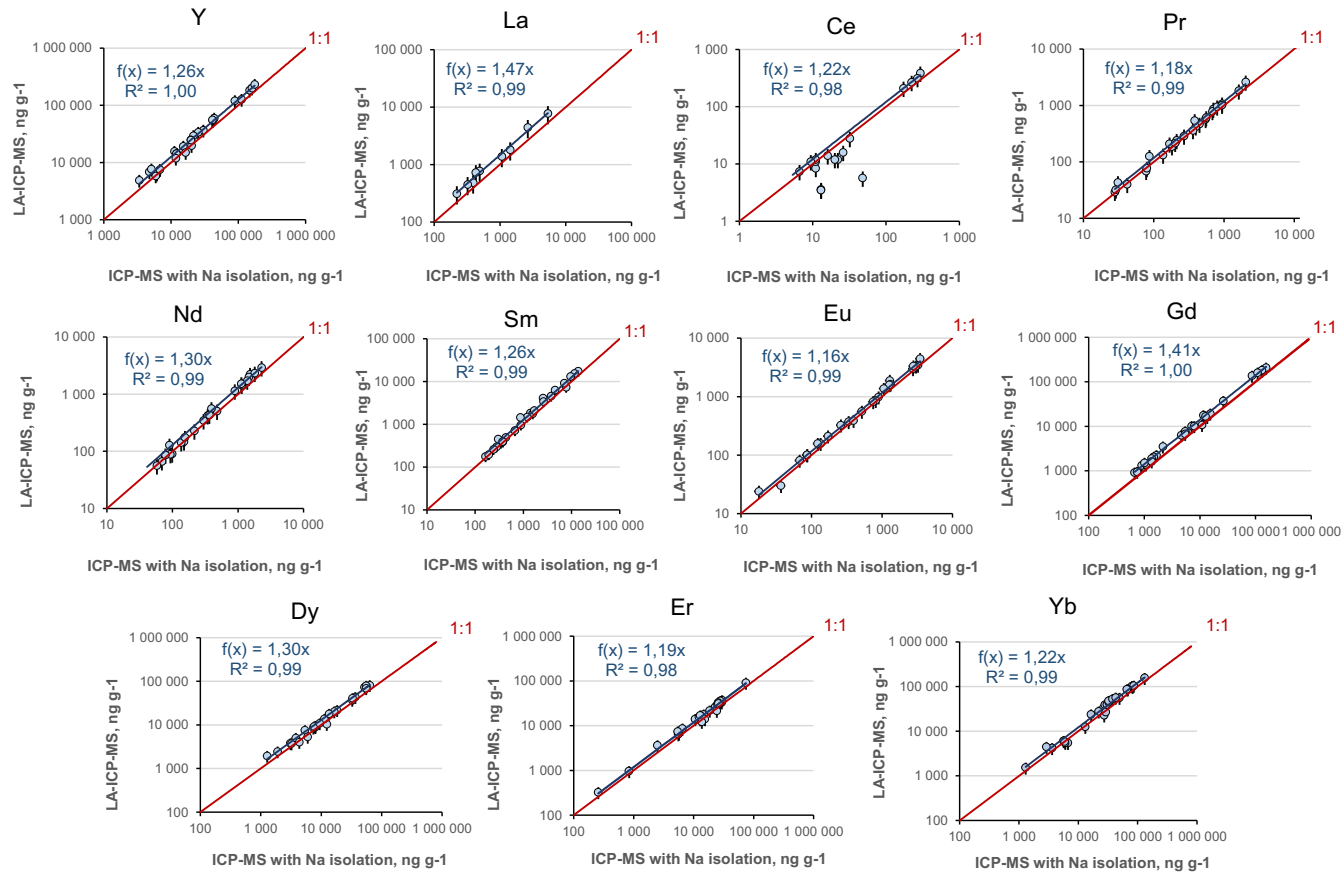 Y
1:1
f(x) = 1,26x
R² = 1,00
1 000 000
100 000
10 000
1 000
1 000 10 000 100 000 1 000 000
LA-ICP-MS, ng g-1
ICP-MS with Na isolation, ng g-1
La
1:1
f(x) = 1,47x
R² = 0,99
100 000
10 000
1 000
100
100 1 000 10 000 100 000
LA-ICP-MS, ng g-1
ICP-MS with Na isolation, ng g-1
Ce
1:1
f(x) = 1,22x
R² = 0,98
1 000
100
10
1
1 10 100 1 000
LA-ICP-MS, ng g-1
ICP-MS with Na isolation, ng g-1
Pr
1:1
f(x) = 1,18x
R² = 0,99
10 000
1 000
100
10
10 100 1 000 10 000
LA-ICP-MS, ng g-1
ICP-MS with Na isolation, ng g-1
Nd
1:1
f(x) = 1,30x
R² = 0,99
10 000
1 000
100
10
10 100 1 000 10 000
LA-ICP-MS, ng g-1
ICP-MS with Na isolation, ng g-1
Sm
1:1
f(x) = 1,26x
R² = 0,99
100 000
10 000
1 000
100
10
10 100 1 000 10 000 100 000
LA-ICP-MS, ng g-1
ICP-MS with Na isolation, ng g-1
Eu
1:1
f(x) = 1,16x
R² = 0,99
10 000
1 000
100
10
10 100 1 000 10 000
LA-ICP-MS, ng g-1
ICP-MS with Na isolation, ng g-1
Gd
1:1
f(x) = 1,41x
R² = 1,00
1 000 000
100 000
10 000
1 000
100
100 1 000 10 000 100 000 1 000 000
LA-ICP-MS, ng g-1
ICP-MS with Na isolation, ng g-1
Dy
1:1
f(x) = 1,30x
R² = 0,99
1 000 000
100 000
10 000
1 000
100
100 1 000 10 000 100 000 1 000 000
LA-ICP-MS, ng g-1
ICP-MS with Na isolation, ng g-1
Er
1:1
f(x) = 1,19x
R² = 0,98
1 000 000
100 000
10 000
1 000
100
100 1 000 10 000 100 000 1 000 000
LA-ICP-MS, ng g-1
ICP-MS with Na isolation, ng g-1
Yb
1:1
f(x) = 1,22x
R² = 0,99
1 000 000
100 000
10 000
1 000
100
100 1 000 10 000 100 000 1 000 000
LA-ICP-MS, ng g-1
ICP-MS with Na isolation, ng g-1